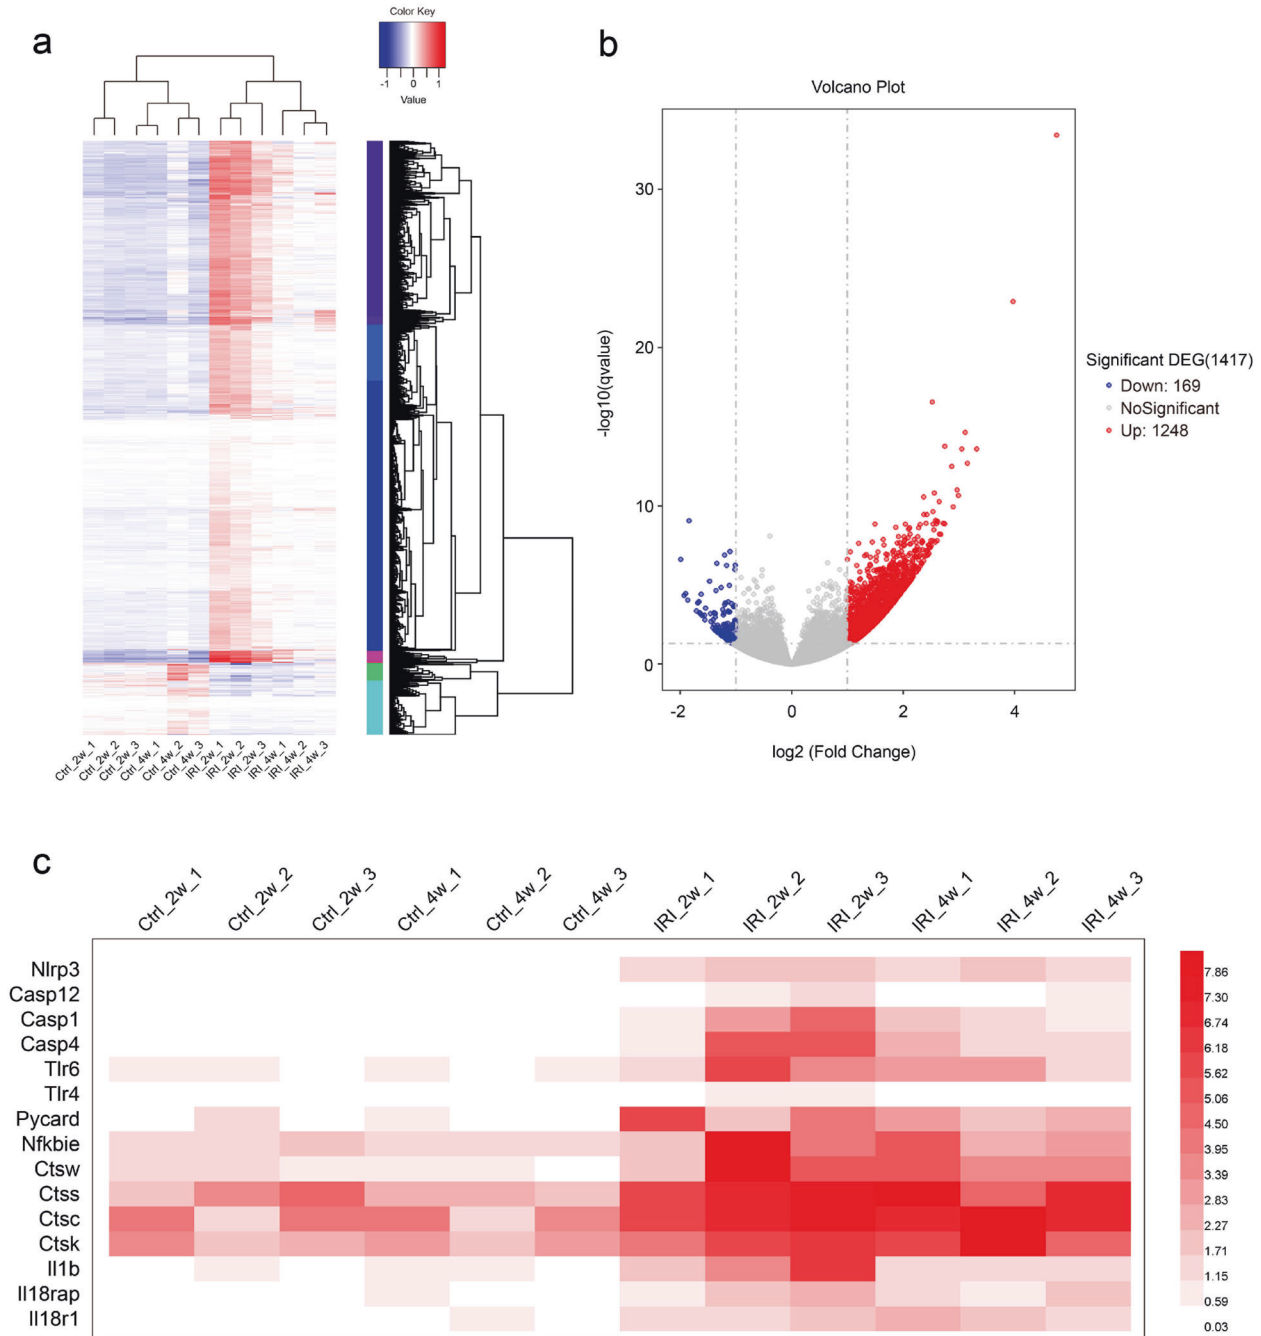 a
Color Key
-1 0 1
Value
Ctrl_2w_1
Ctrl_2w_2
Ctrl_2w_3
Ctrl_4w_1
Ctrl_4w_2
Ctrl_4w_3
IRI_2w_1
IRI_2w_2
IRI_2w_3
IRI_4w_1
IRI_4w_2
IRI_4w_3
b
Volcano Plot
30
20
10
0
-log10(qvalue)
-2 0 2 4
log2 (Fold Change)
Significant DEG(1417)
Down: 169
NoSignificant
Up: 1248
c
Ctrl_2w_1
Ctrl_2w_2
Ctrl_2w_3
Ctrl_4w_1
Ctrl_4w_2
Ctrl_4w_3
IRI_2w_1
IRI_2w_2
IRI_2w_3
IRI_4w_1
IRI_4w_2
IRI_4w_3
Nlrp3
Casp12
Casp1
Casp4
Tlr6
Tlr4
Pycard
Nfkbie
Ctsw
Ctss
Ctsc
Ctsk
Il1b
Il18rap
Il18r1
7.86
7.30
6.74
6.18
5.62
5.06
4.50
3.95
3.39
2.83
2.27
1.71
1.15
0.59
0.03